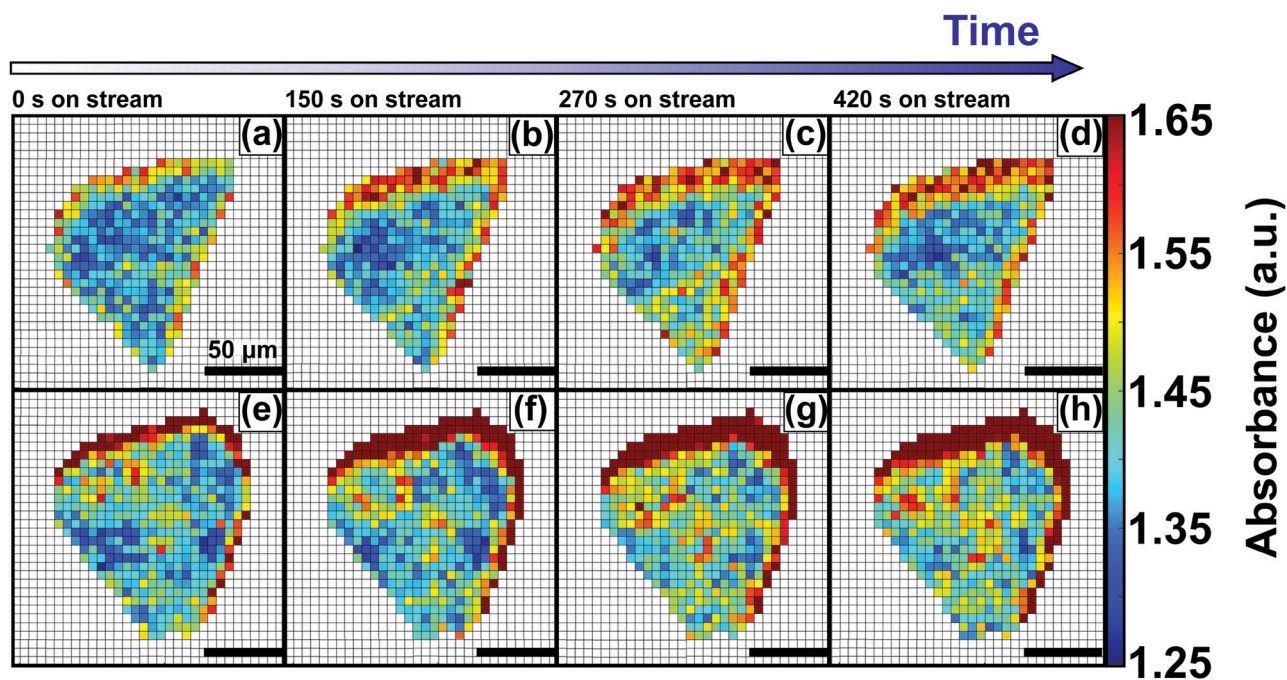 Time
0 s on stream 150 s on stream 270 s on stream 420 s on stream
(a) (b) (c) (d)
50 µm
(e) (f) (g) (h)
1.65
1.55
1.45
1.35
1.25
Absorbance (a.u.)